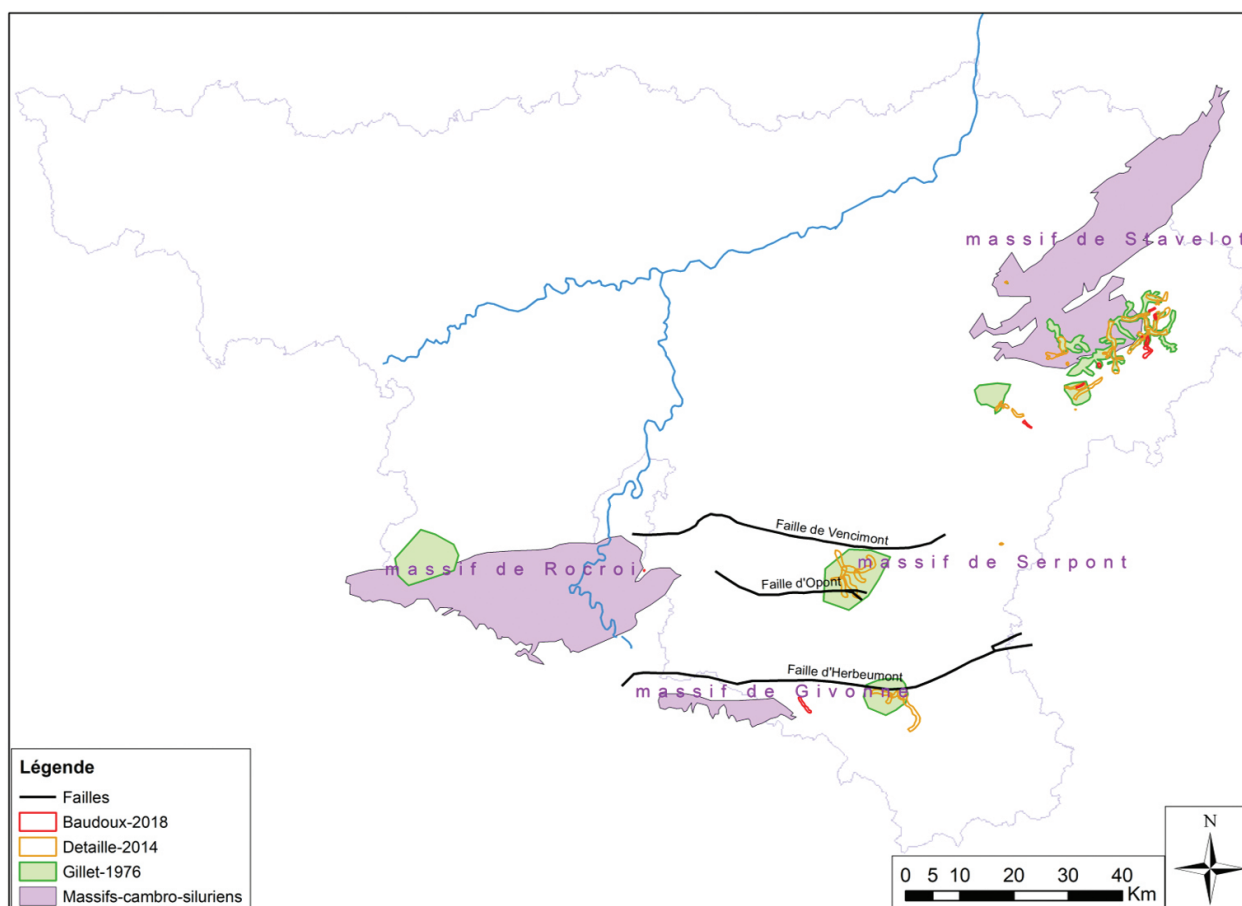 massif de Stavelot
Faille de Vencimont
massif de Rocroi
massif de Serpont
Faille d'Opont
Faille d'Herbeumont
massif de Givonne
Légende
Failles
Baudoux-2018
Detaille-2014
Gillet-1976
Massifs-cambro-siluriens
N
0 5 10 20 30 40
Km